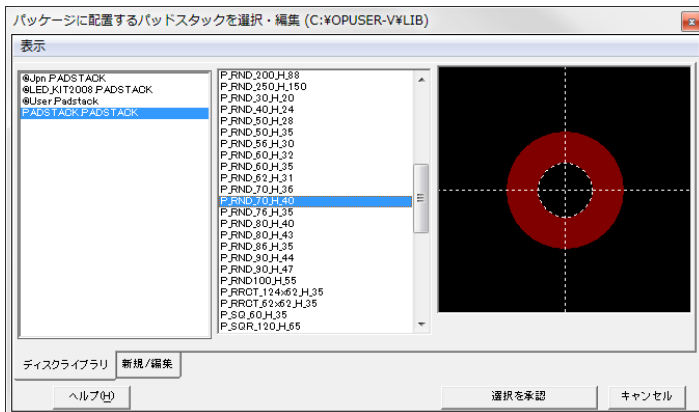 パッケージに配置するパッドスタックを選択・編集 (C:¥OPUSER-V¥LIB)
表示
@Jpn.PADSTACK
@LED_KIT2008.PADSTACK
@User.Padstack
PADSTACK.PADSTACK
P_RND_200_H_88
P_RND_250_H_150
P_RND_30_H_20
P_RND_40_H_24
P_RND_50_H_28
P_RND_50_H_35
P_RND_56_H_30
P_RND_60_H_32
P_RND_60_H_35
P_RND_62_H_31
P_RND_70_H_36
P_RND_70_H_40
P_RND_76_H_35
P_RND_80_H_40
P_RND_80_H_43
P_RND_86_H_35
P_RND_90_H_44
P_RND_90_H_47
P_RND100_H_55
P_RRCT_124x62_H_35
P_RRCT_62x62_H_35
P_SQ_60_H_35
P_SQR_120_H_65
ディスクライブラリ 新規/編集
ヘルプ(H) 選択を承認 キャンセル